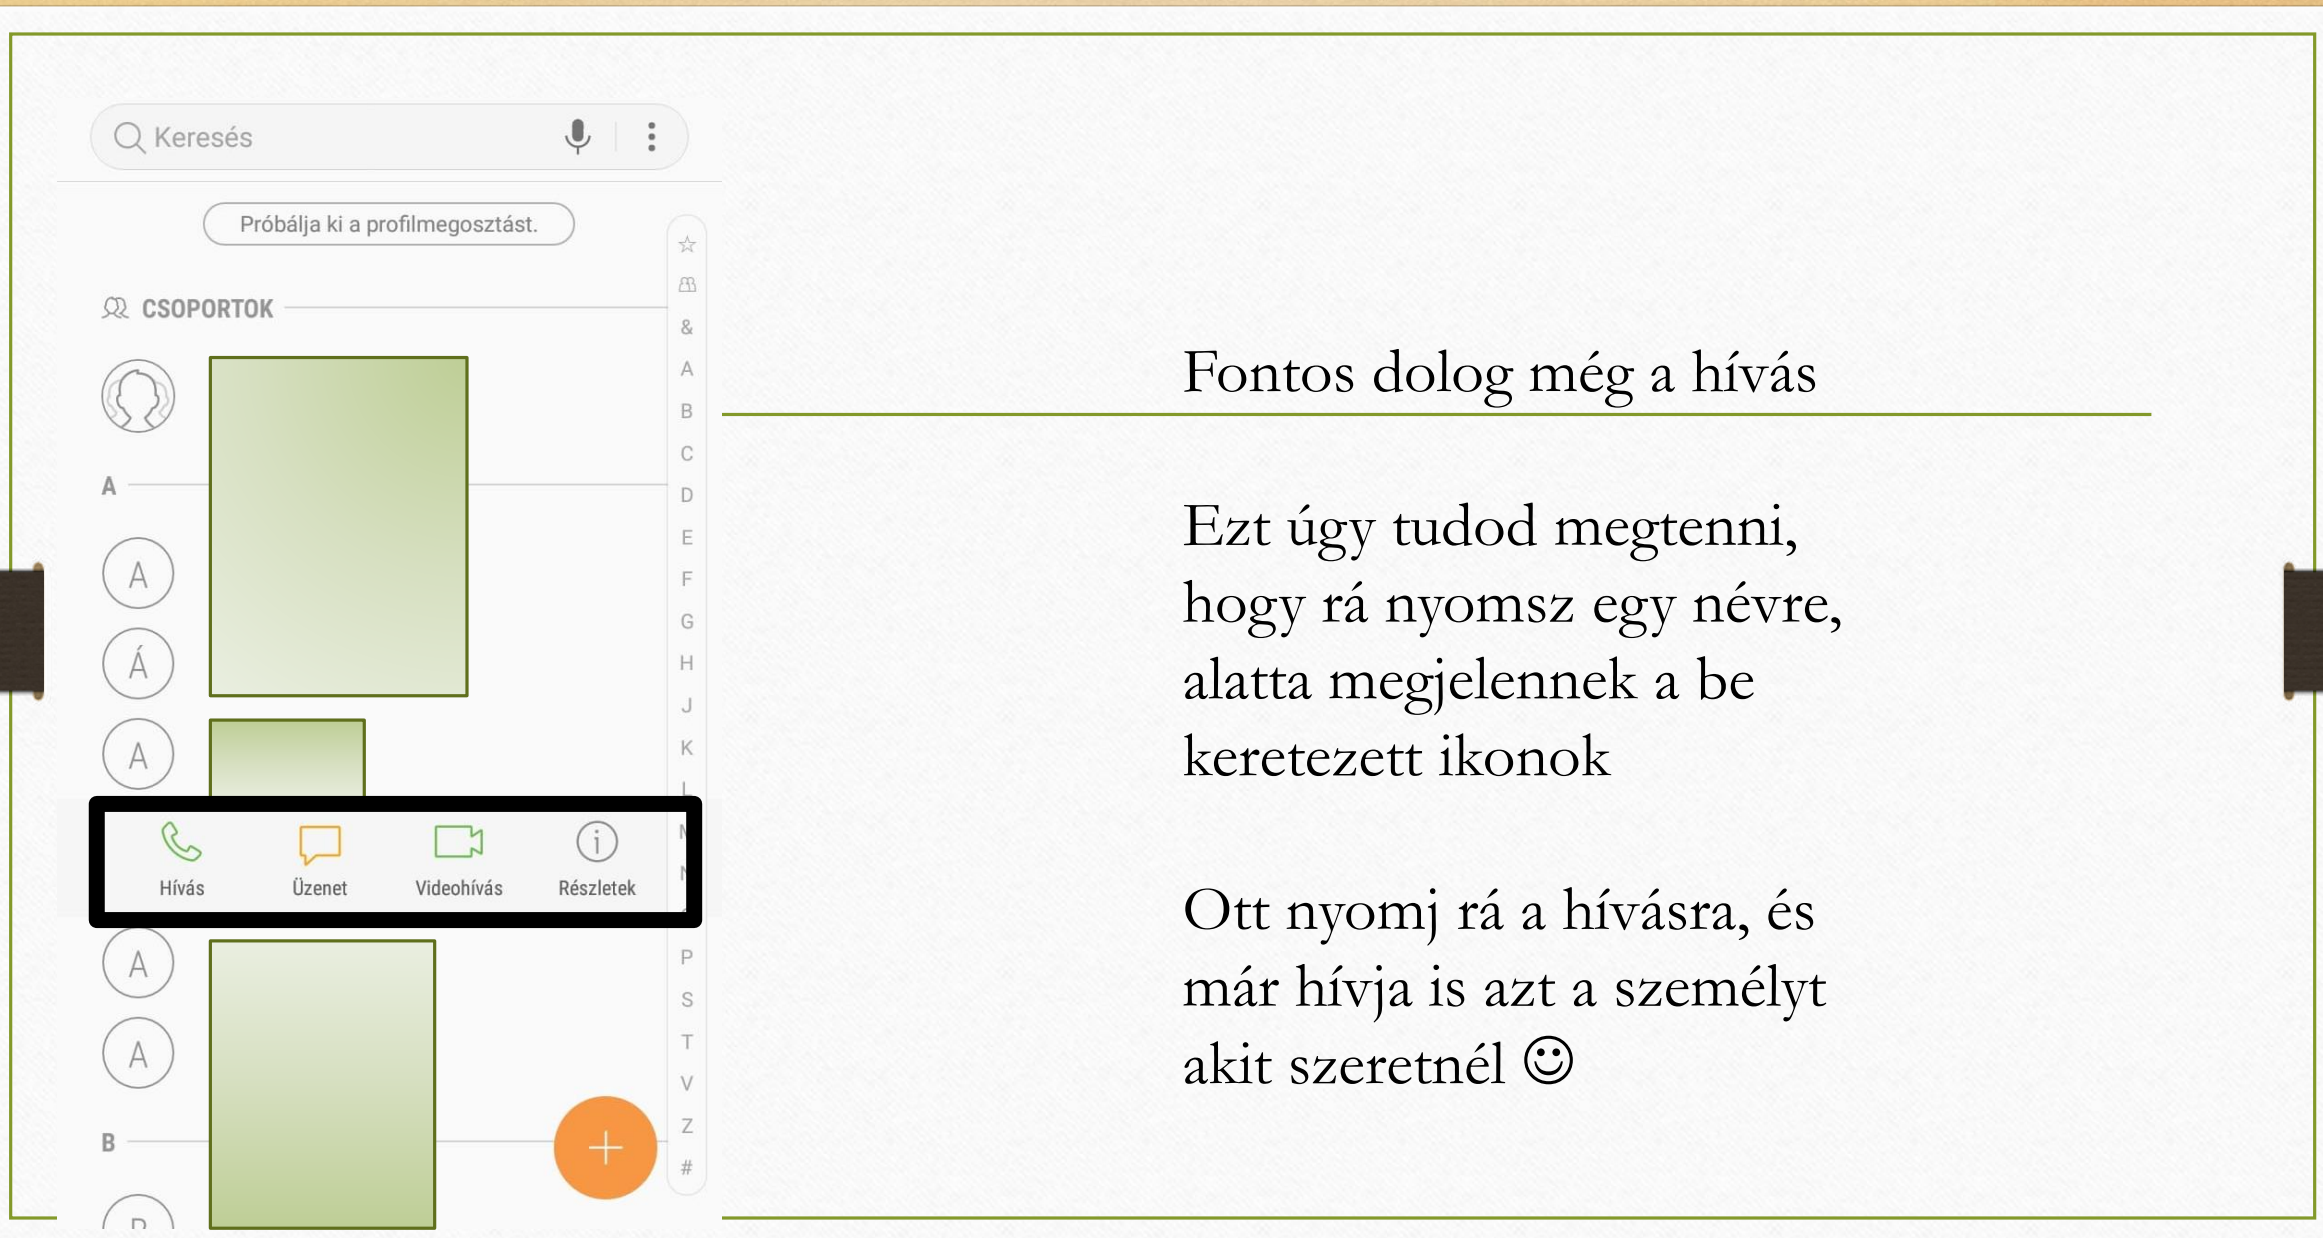 Keresés
Próbálja ki a profilmegosztást.
CSOPORTOK
A
A
Á
A
Hívás Üzenet Videohívás Részletek
A
A
B
&
A
B
C
D
E
F
G
H
J
K
L
P
S
T
V
Z
#
Fontos dolog még a hívás
Ezt úgy tudod megtenni,
hogy rá nyomsz egy névre,
alatta megjelennek a be
keretezett ikonok
Ott nyomj rá a hívásra, és
már hívja is azt a személyt
akit szeretnél ☺